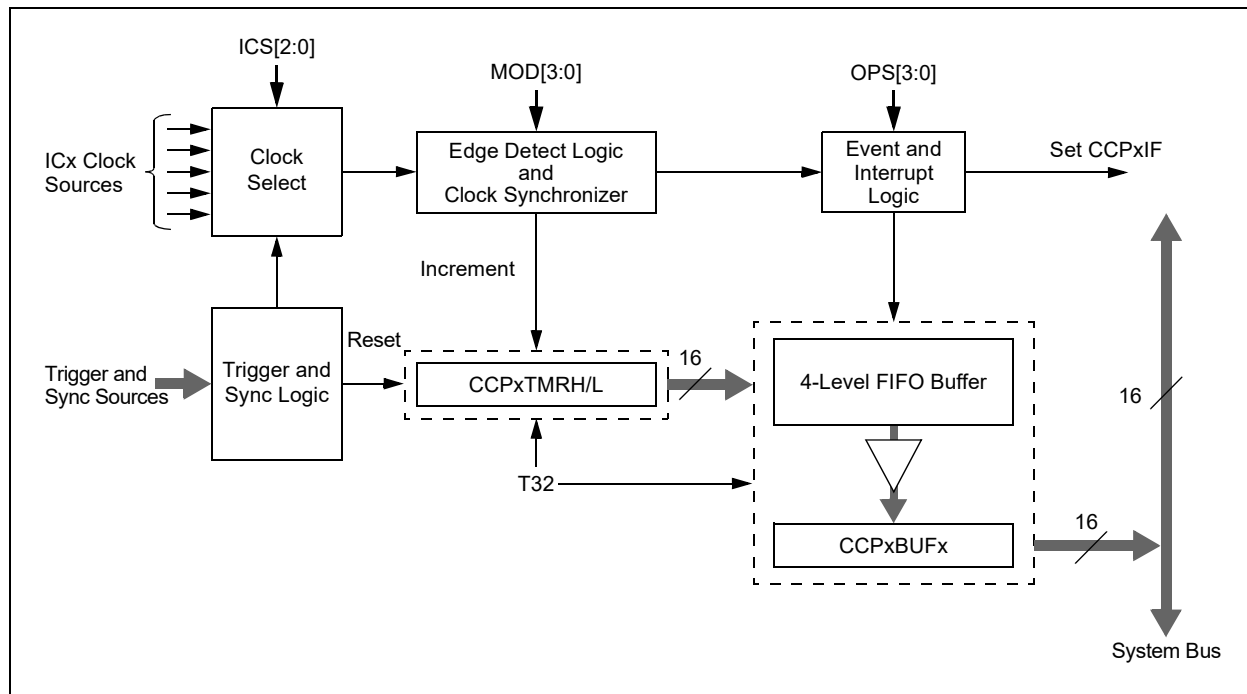 ICS[2:0]
MOD[3:0]
OPS[3:0]
ICx Clock
Sources
Clock
Select
Edge Detect Logic
and
Clock Synchronizer
Event and
Interrupt
Logic
Set CCPxIF
Increment
Reset
16
Trigger and
Sync Sources
Trigger and
Sync Logic
CCPxTMRH/L
4-Level FIFO Buffer
16
T32
16
CCPxBUFx
System Bus